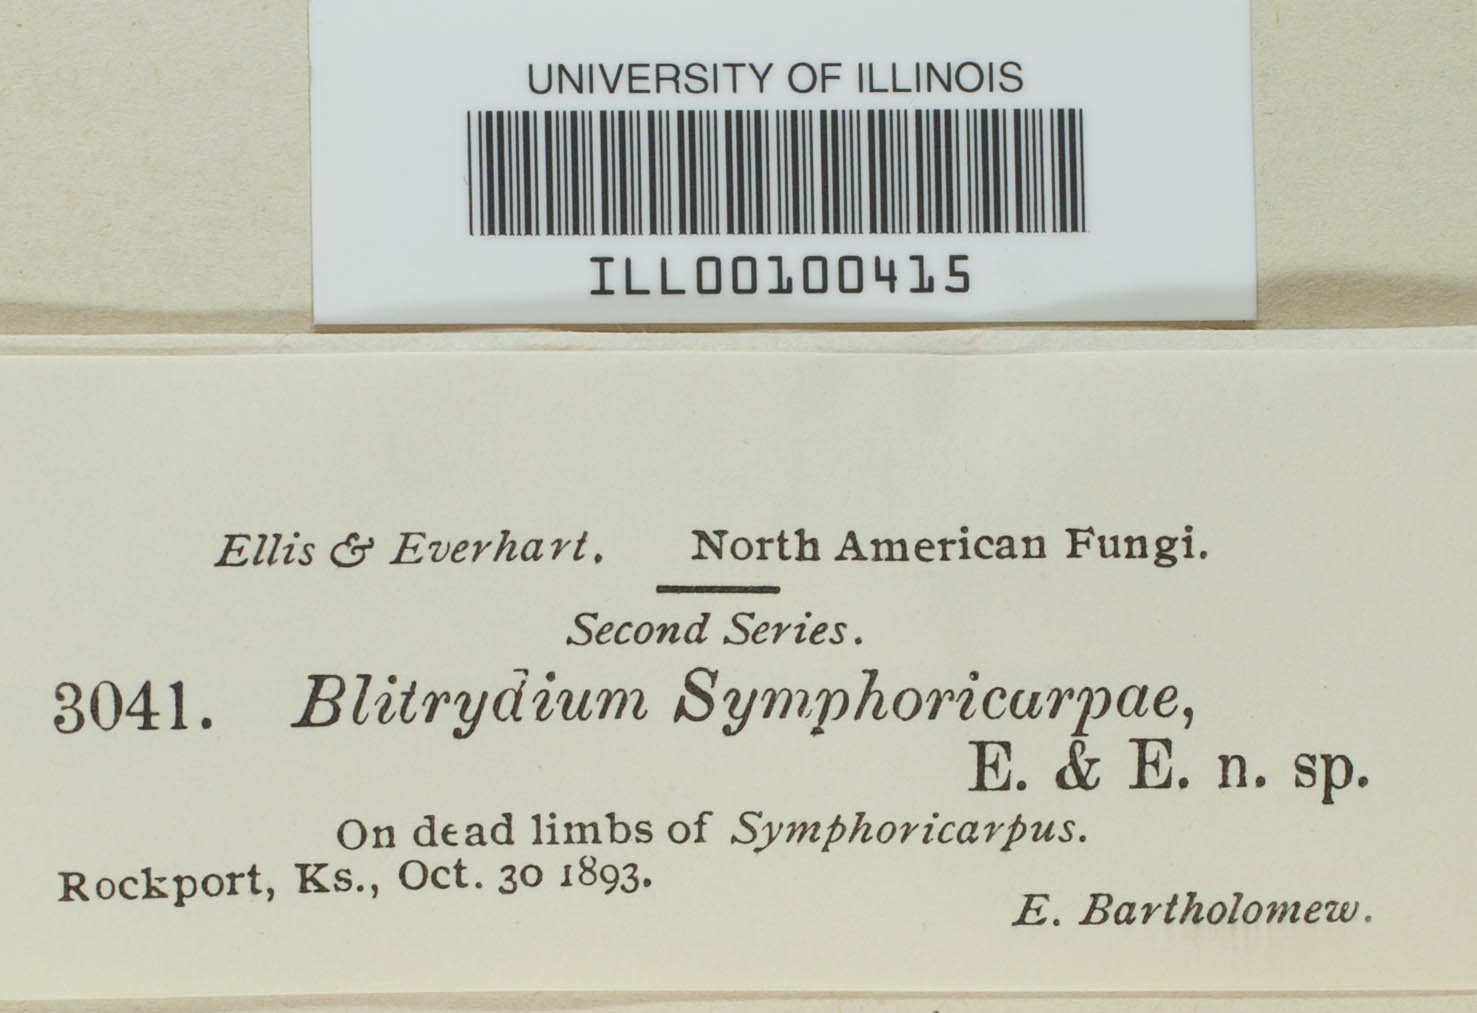 UNIVERSITY OF ILLINOIS
ILL00100415
Ellis & Everhart. North American Fungi.
Second Series.
3041. Blitrydium Symphoricarpae,
E. & E. n. sp.
On dead limbs of Symphoricarpus.
Rockport, Ks., Oct. 30 1893.
E. Bartholomew.